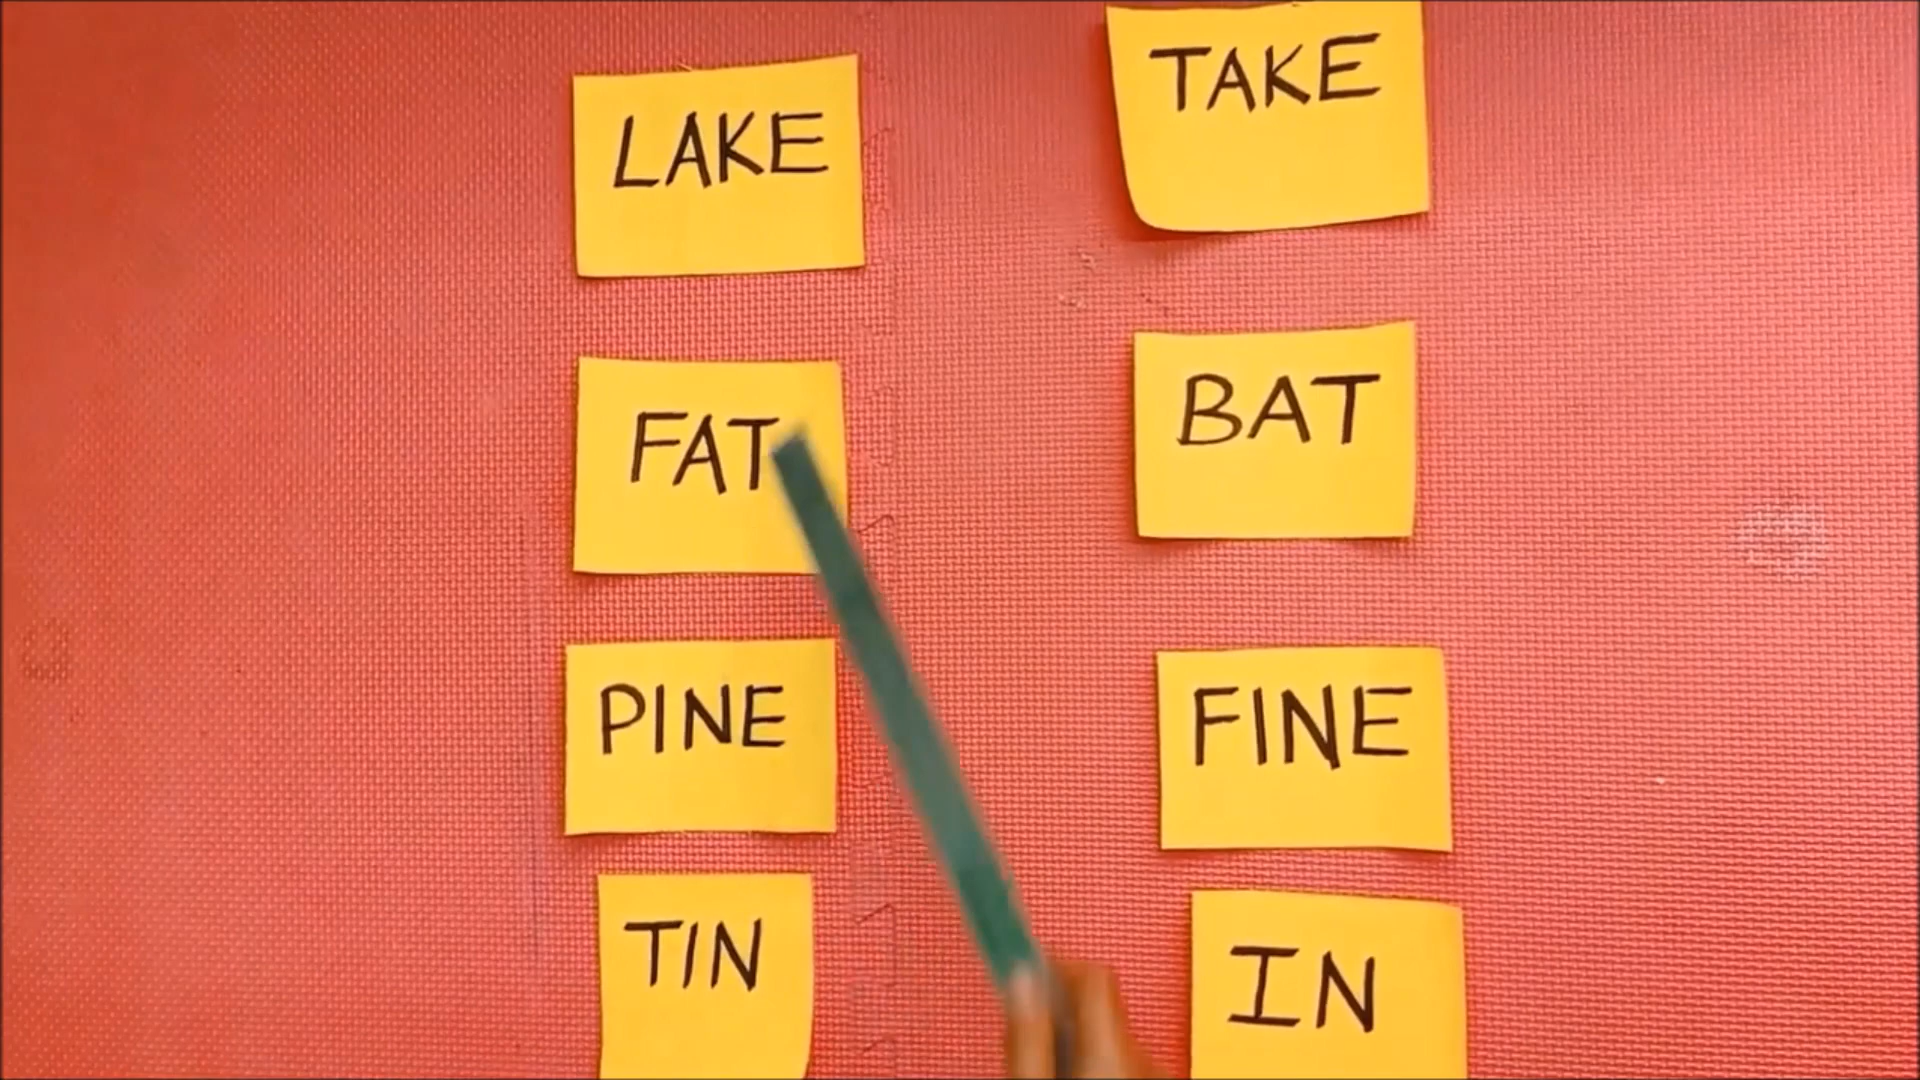 LAKE
TAKE
FAT
BAT
PINE
FINE
TIN
IN